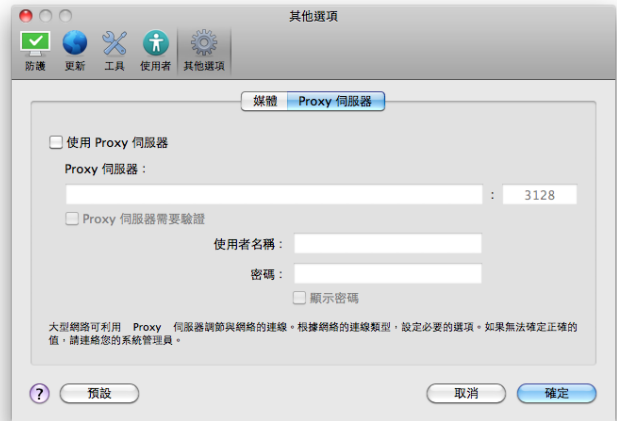 其他選項
防護 更新 工具 使用者 其他選項
媒體 Proxy 伺服器
使用 Proxy 伺服器
Proxy 伺服器：
: 3128
Proxy 伺服器需要驗證
使用者名稱：
密碼：
顯示密碼
大型網路可利用 Proxy 伺服器調節與網絡的連線。根據網絡的連線類型，設定必要的選項。如果無法確定正確的
值，請連絡您的系統管理員。
? 預設 取消 確定